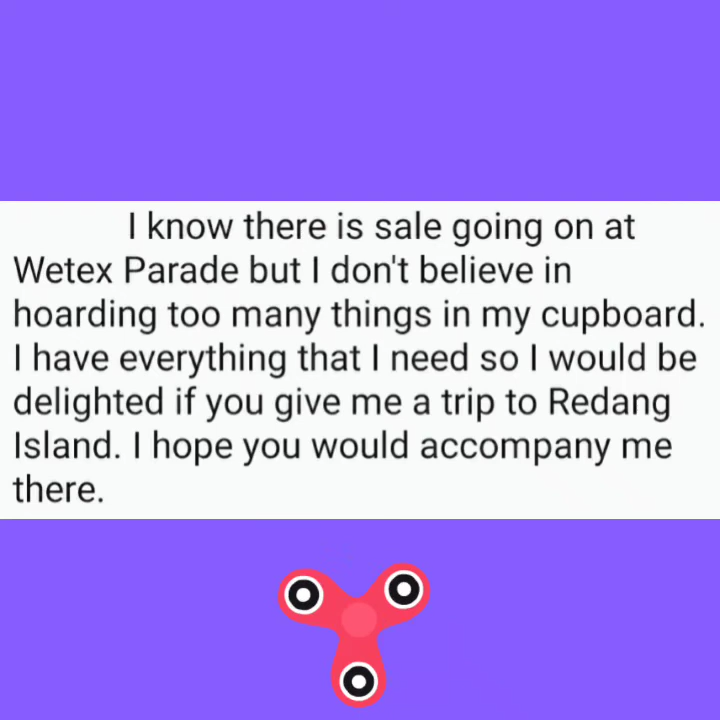 I know there is sale going on at
Wetex Parade but I don't believe in
hoarding too many things in my cupboard.
I have everything that I need so I would be
delighted if you give me a trip to Redang
Island. I hope you would accompany me
there.